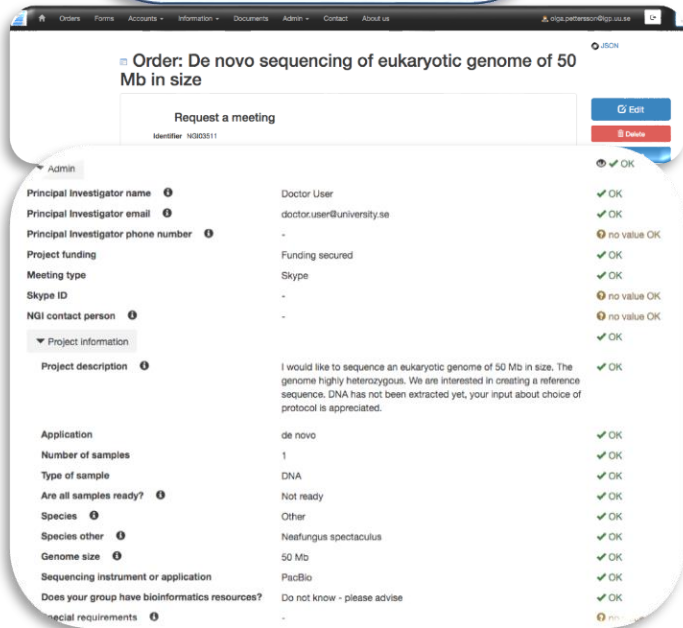 Orders Forms Accounts Information Documents Admin Contact About us olga.pettersson@igp.uu.se
JSON
Order: De novo sequencing of eukaryotic genome of 50
Mb in size
Edit
Request a meeting
Identifier NGI03511
Delete
Admin OK
Principal Investigator name Doctor User OK
Principal Investigator email doctor.user@university.se OK
Principal Investigator phone number - no value OK
Project funding Funding secured OK
Meeting type Skype OK
Skype ID - no value OK
NGI contact person - no value OK
Project information OK
Project description I would like to sequence an eukaryotic genome of 50 Mb in size. The OK
genome highly heterozygous. We are interested in creating a reference
sequence. DNA has not been extracted yet, your input about choice of
protocol is appreciated.
Application de novo OK
Number of samples 1 OK
Type of sample DNA OK
Are all samples ready? Not ready OK
Species Other OK
Species other Neafungus spectaculus OK
Genome size 50 Mb OK
Sequencing instrument or application PacBio OK
Does your group have bioinformatics resources? Do not know - please advise OK
requirements - no